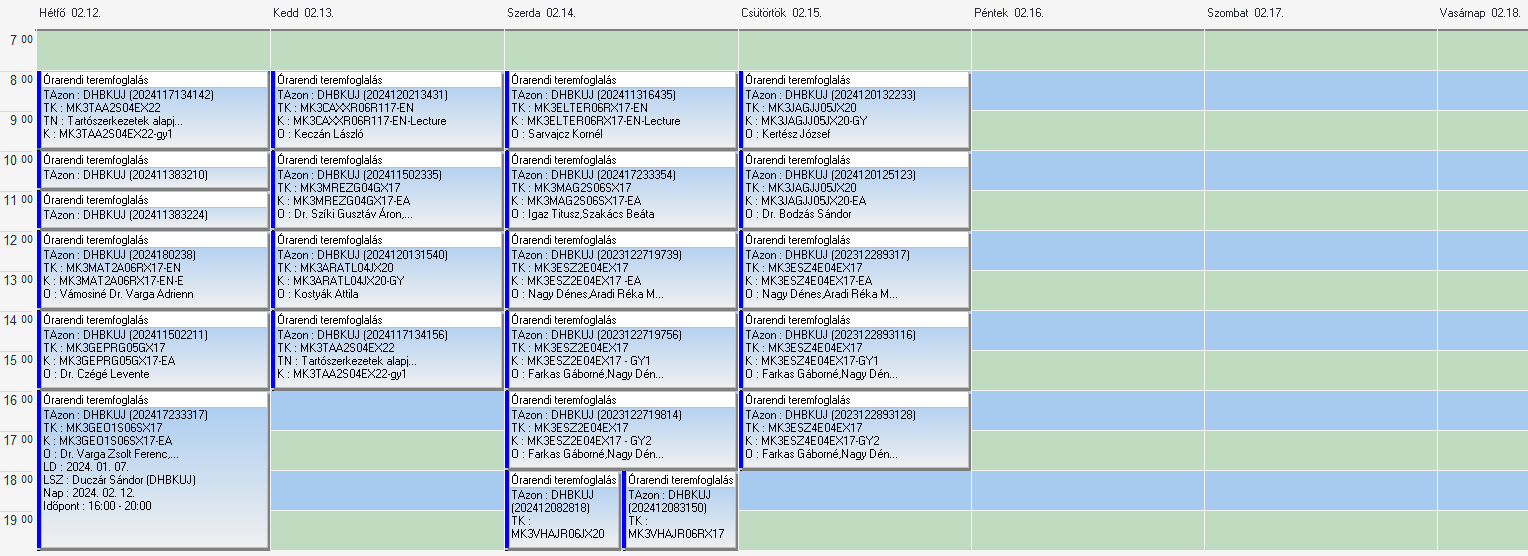 Hétfő 02.12.
Kedd 02.13.
Szerda 02.14.
Csütörtök 02.15.
Péntek 02.16.
Szombat 02.17.
Vasárnap 02.18.
7 00
8 00
9 00
10 00
11 00
12 00
13 00
14 00
15 00
16 00
17 00
18 00
19 00
Órarendi teremfoglalás
TAzon : DHBKUJ (2024117134142)
TK : MK3TAA2S04EX22
TN : Tartószerkezetek alapj...
K : MK3TAA2S04EX22-gy1
Órarendi teremfoglalás
TAzon : DHBKUJ (202411383210)
Órarendi teremfoglalás
TAzon : DHBKUJ (202411383224)
Órarendi teremfoglalás
TAzon : DHBKUJ (2024180238)
TK : MK3MAT2A06RX17-EN
K : MK3MAT2A06RX17-EN-E
O : Vámosiné Dr. Varga Adrienn
Órarendi teremfoglalás
TAzon : DHBKUJ (202411502211)
TK : MK3GEPRG05GX17
K : MK3GEPRG05GX17-EA
O : Dr. Czégé Levente
Órarendi teremfoglalás
TAzon : DHBKUJ (202417233317)
TK : MK3GEO1S06SX17
K : MK3GEO1S06SX17-EA
O : Dr. Varga Zsolt Ferenc,...
LD : 2024. 01. 07.
LSZ : Duczár Sándor (DHBKUJ)
Nap : 2024. 02. 12.
Időpont : 16:00 - 20:00
Órarendi teremfoglalás
TAzon : DHBKUJ (2024120213431)
TK : MK3CAXXR06R117-EN
K : MK3CAXXR06R117-EN-Lecture
O : Keczán László
Órarendi teremfoglalás
TAzon : DHBKUJ (202411502335)
TK : MK3MREZG04GX17
K : MK3MREZG04GX17-EA
O : Dr. Szíki Gusztáv Áron,...
Órarendi teremfoglalás
TAzon : DHBKUJ (2024120131540)
TK : MK3ARATL04JX20
K : MK3ARATL04JX20-GY
O : Kostyák Attila
Órarendi teremfoglalás
TAzon : DHBKUJ (2024117134156)
TK : MK3TAA2S04EX22
TN : Tartószerkezetek alapj...
K : MK3TAA2S04EX22-gy1
Órarendi teremfoglalás
TAzon : DHBKUJ (202411316435)
TK : MK3ELTER06RX17-EN
K : MK3ELTER06RX17-EN-Lecture
O : Sarvajcz Kornél
Órarendi teremfoglalás
TAzon : DHBKUJ (202417233354)
TK : MK3MAG2S06SX17
K : MK3MAG2S06SX17-EA
O : Igaz Titusz,Szakács Beáta
Órarendi teremfoglalás
TAzon : DHBKUJ (2023122719739)
TK : MK3ESZ2E04EX17
K : MK3ESZ2E04EX17 -EA
O : Nagy Dénes,Aradi Réka M...
Órarendi teremfoglalás
TAzon : DHBKUJ (2023122719756)
TK : MK3ESZ2E04EX17
K : MK3ESZ2E04EX17 - GY1
O : Farkas Gáborné,Nagy Dén...
Órarendi teremfoglalás
TAzon : DHBKUJ (2023122719814)
TK : MK3ESZ2E04EX17
K : MK3ESZ2E04EX17 - GY2
O : Farkas Gáborné,Nagy Dén...
Órarendi teremfoglalás
TAzon : DHBKUJ
(202412082818)
TK :
MK3VHAJR06JX20
Órarendi teremfoglalás
TAzon : DHBKUJ
(202412083150)
TK :
MK3VHAJR06RX17
Órarendi teremfoglalás
TAzon : DHBKUJ (2024120132233)
TK : MK3JAGJJ05JX20
K : MK3JAGJJ05JX20-GY
O : Kertész József
Órarendi teremfoglalás
TAzon : DHBKUJ (2024120125123)
TK : MK3JAGJJ05JX20
K : MK3JAGJJ05JX20-EA
O : Dr. Bodzás Sándor
Órarendi teremfoglalás
TAzon : DHBKUJ (202312289317)
TK : MK3ESZ4E04EX17
K : MK3ESZ4E04EX17-EA
O : Nagy Dénes,Aradi Réka M...
Órarendi teremfoglalás
TAzon : DHBKUJ (2023122893116)
TK : MK3ESZ4E04EX17
K : MK3ESZ4E04EX17-GY1
O : Farkas Gáborné,Nagy Dén...
Órarendi teremfoglalás
TAzon : DHBKUJ (2023122893128)
TK : MK3ESZ4E04EX17
K : MK3ESZ4E04EX17-GY2
O : Farkas Gáborné,Nagy Dén...